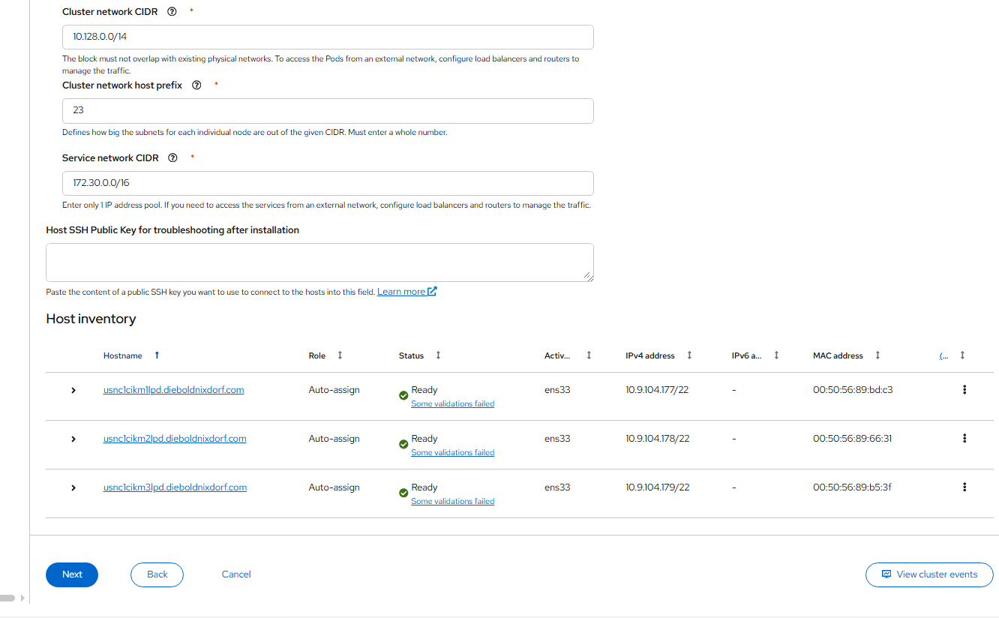 Cluster network CIDR *
10.128.0.0/14
The block must not overlap with existing physical networks. To access the Pods from an external network, configure load balancers and routers to
manage the traffic.
Cluster network host prefix *
23
Defines how big the subnets for each individual node are out of the given CIDR. Must enter a whole number.
Service network CIDR *
172.30.0.0/16
Enter only 1 IP address pool. If you need to access the services from an external network, configure load balancers and routers to manage the traffic.
Host SSH Public Key for troubleshooting after installation
Paste the content of a public SSH key you want to use to connect to the hosts into this field. Learn more
Host inventory
Hostname Role Status Activ... IPv4 address IPv6 a... MAC address (...
usnc1cikm1lpd.dieboldnixdorf.com Auto-assign Ready ens33 10.9.104.177/22 - 00:50:56:89:bd:c3
Some validations failed
usnc1cikm2lpd.dieboldnixdorf.com Auto-assign Ready ens33 10.9.104.178/22 - 00:50:56:89:66:31
Some validations failed
usnc1cikm3lpd.dieboldnixdorf.com Auto-assign Ready ens33 10.9.104.179/22 - 00:50:56:89:b5:3f
Some validations failed
Next Back Cancel View cluster events